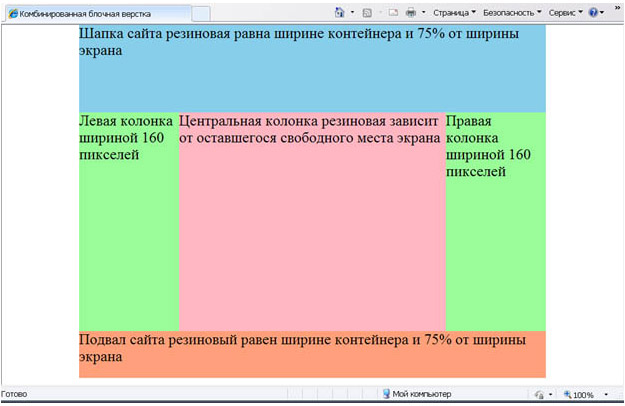 Комбинированная блочная верстка
Страница Безопасность Сервис »
Шапка сайта резиновая равна ширине контейнера и 75% от ширины
экрана
Левая колонка
шириной 160
пикселей
Центральная колонка резиновая зависит
от оставшегося свободного места экрана
Правая
колонка
шириной 160
пикселей
Подвал сайта резиновый равен ширине контейнера и 75% от ширины
экрана
Готово
Мой компьютер
100%